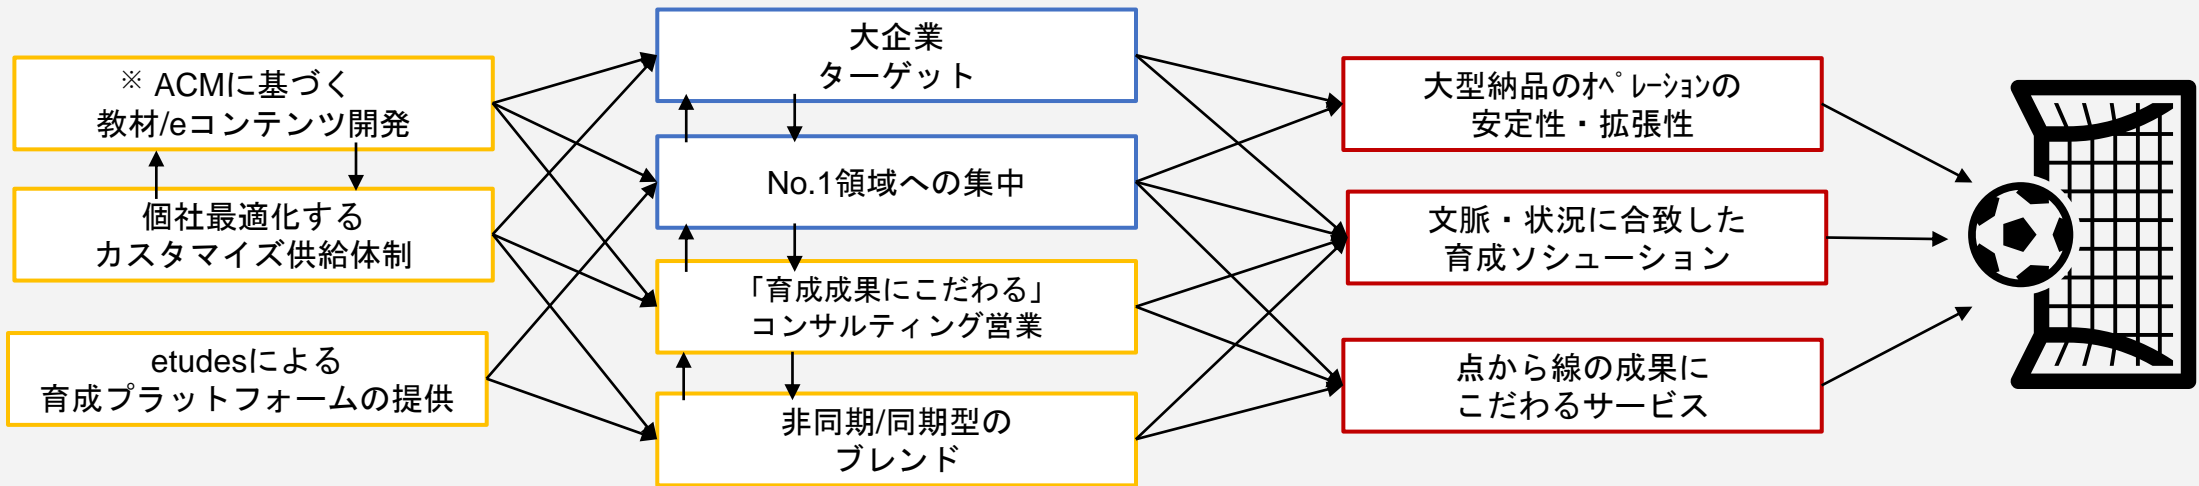 ※ ACMに基づく
教材/eコンテンツ開発
個社最適化する
カスタマイズ供給体制
etudesによる
育成プラットフォームの提供
大企業
ターゲット
No.1領域への集中
「育成成果にこだわる」
コンサルティング営業
非同期/同期型の
ブレンド
大型納品のｵﾍﾟﾚｰｼｮﾝの
安定性・拡張性
文脈・状況に合致した
育成ソシューション
点から線の成果に
こだわるサービス